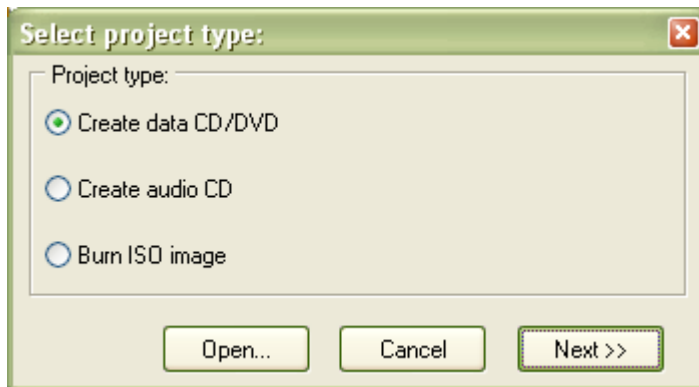 Select project type:
Project type:
Create data CD/DVD
Create audio CD
Burn ISO image
Open... Cancel Next >>